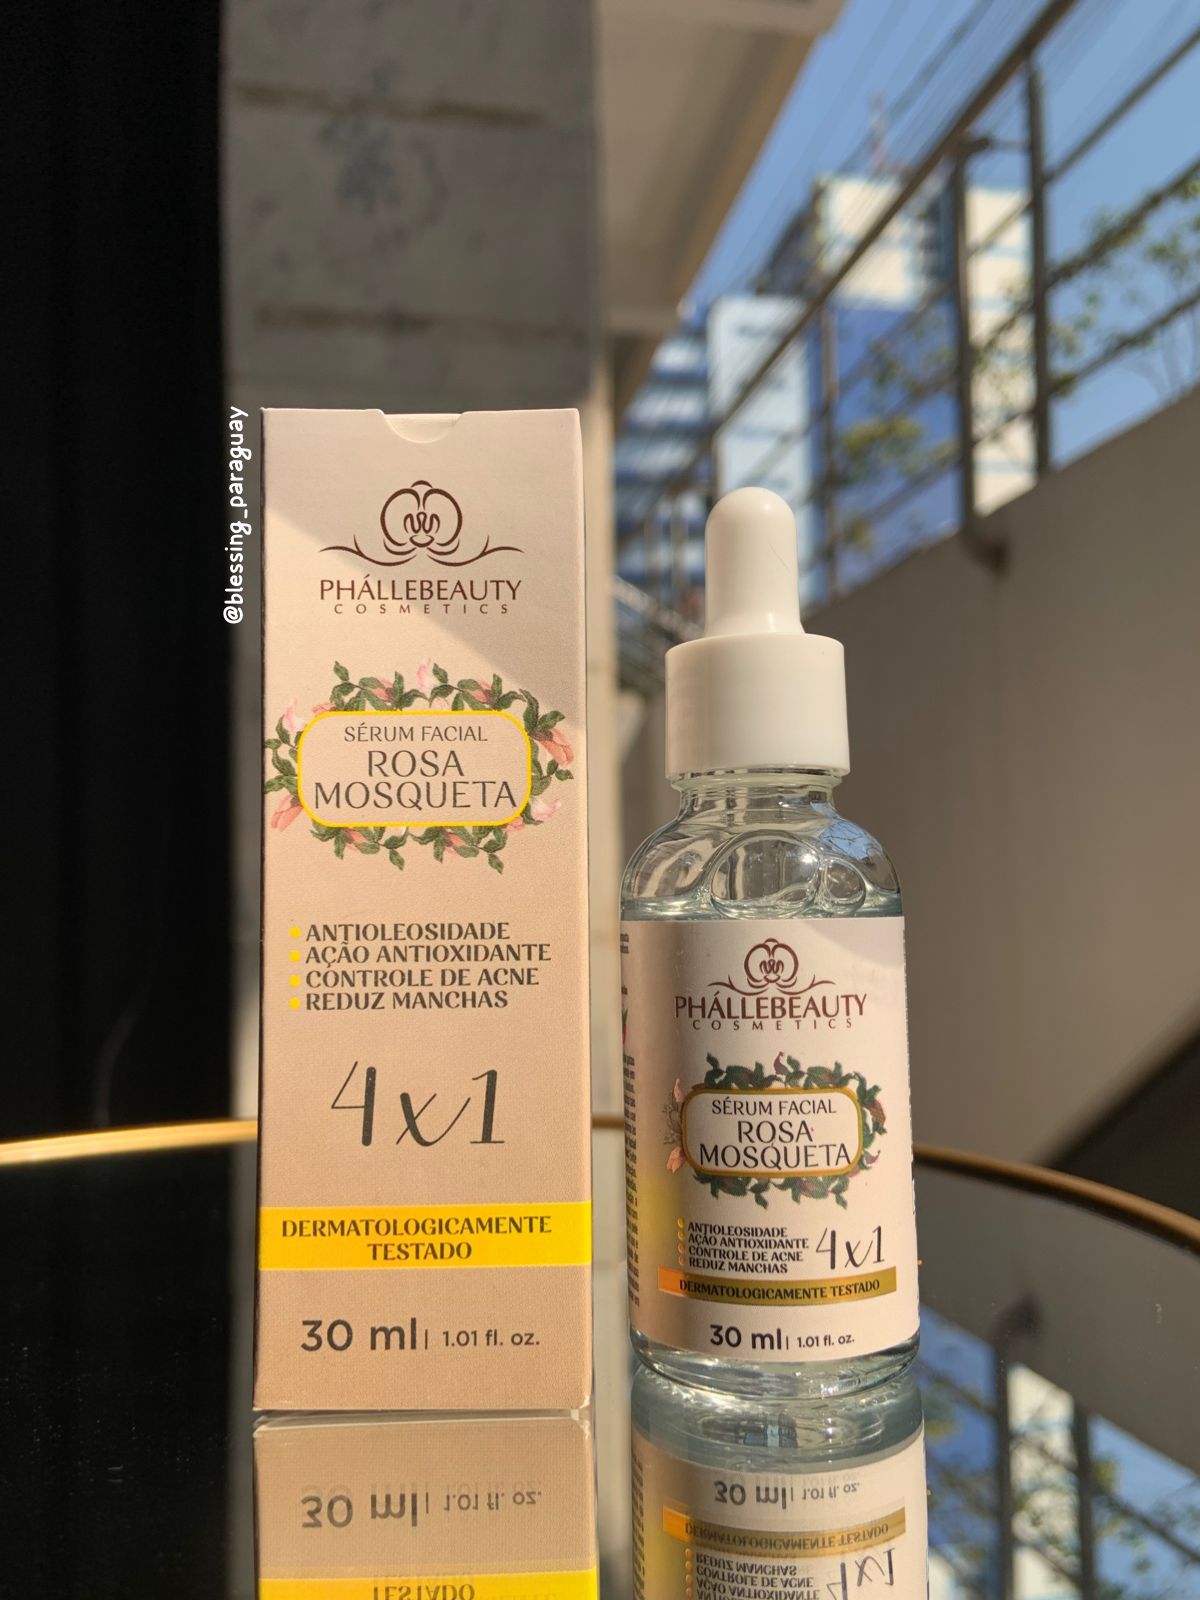 @blessing_paraguay
PHÁLLEBEAUTY
COSMETICS
SÉRUM FACIAL
ROSA
MOSQUETA
ANTIOLEOSIDADE
AÇÃO ANTIOXIDANTE
CONTROLE DE ACNE
REDUZ MANCHAS
4x1
DERMATOLOGICAMENTE
TESTADO
30 ml | 1.01 fl. oz.
PHÁLLEBEAUTY
COSMETICS
SÉRUM FACIAL
ROSA
MOSQUETA
ANTIOLEOSIDADE
AÇÃO ANTIOXIDANTE
CONTROLE DE ACNE
REDUZ MANCHAS
4x1
DERMATOLOGICAMENTE TESTADO
30 ml | 1.01 fl. oz.